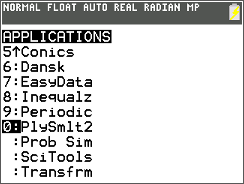 NORMAL FLOAT AUTO REAL RADIAN MP
APPLICATIONS
5↑Conics
6:Dansk
7:EasyData
8:Inequalz
9:Periodic
0:PlySmlt2
:Prob Sim
:SciTools
:Transfrm